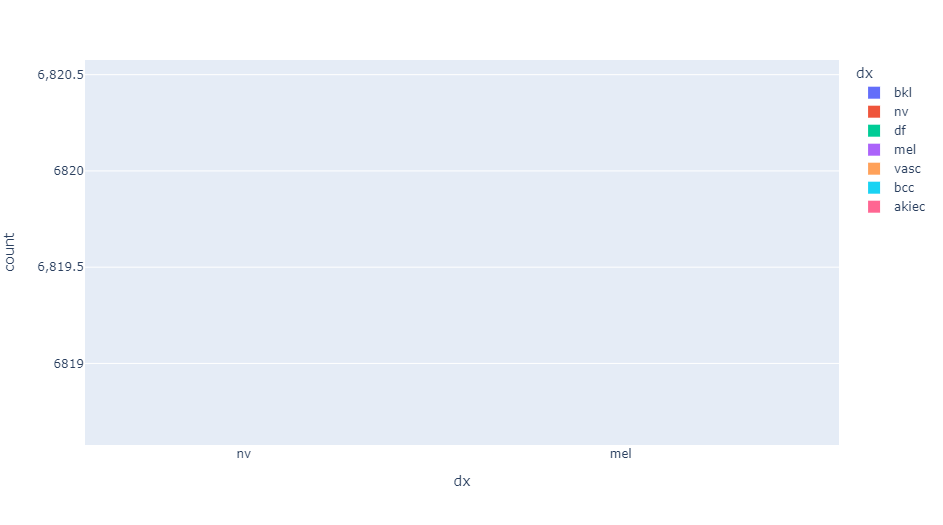 6,820.5
6820
6,819.5
6819
count
nv
mel
dx
dx
bkl
nv
df
mel
vasc
bcc
akiec